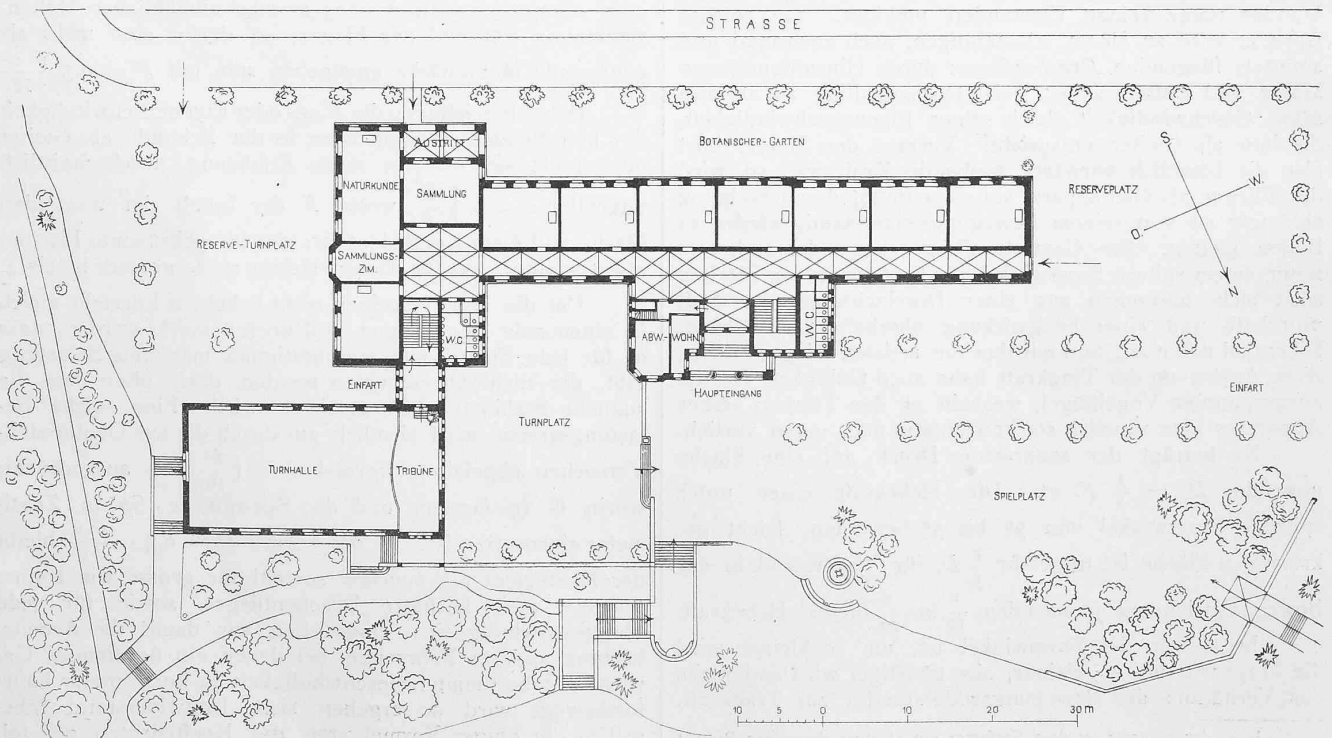 STRASSE
BOTANISCHER-GARTEN
AUSTRITT
RESERVEPLATZ
NATURKUNDE
SAMMLUNG
S.
W.
O.
N.
RESERVE-TURNPLATZ
SAMMLUNGS-
ZIM.
W.C.
W.C.
ABW-WOHN.
EINFART
HAUPTEINGANG
EINFART
TURNPLATZ
TURNHALLE
TRIBÜNE
SPIELPLATZ
10 5 0 10 20 30 m